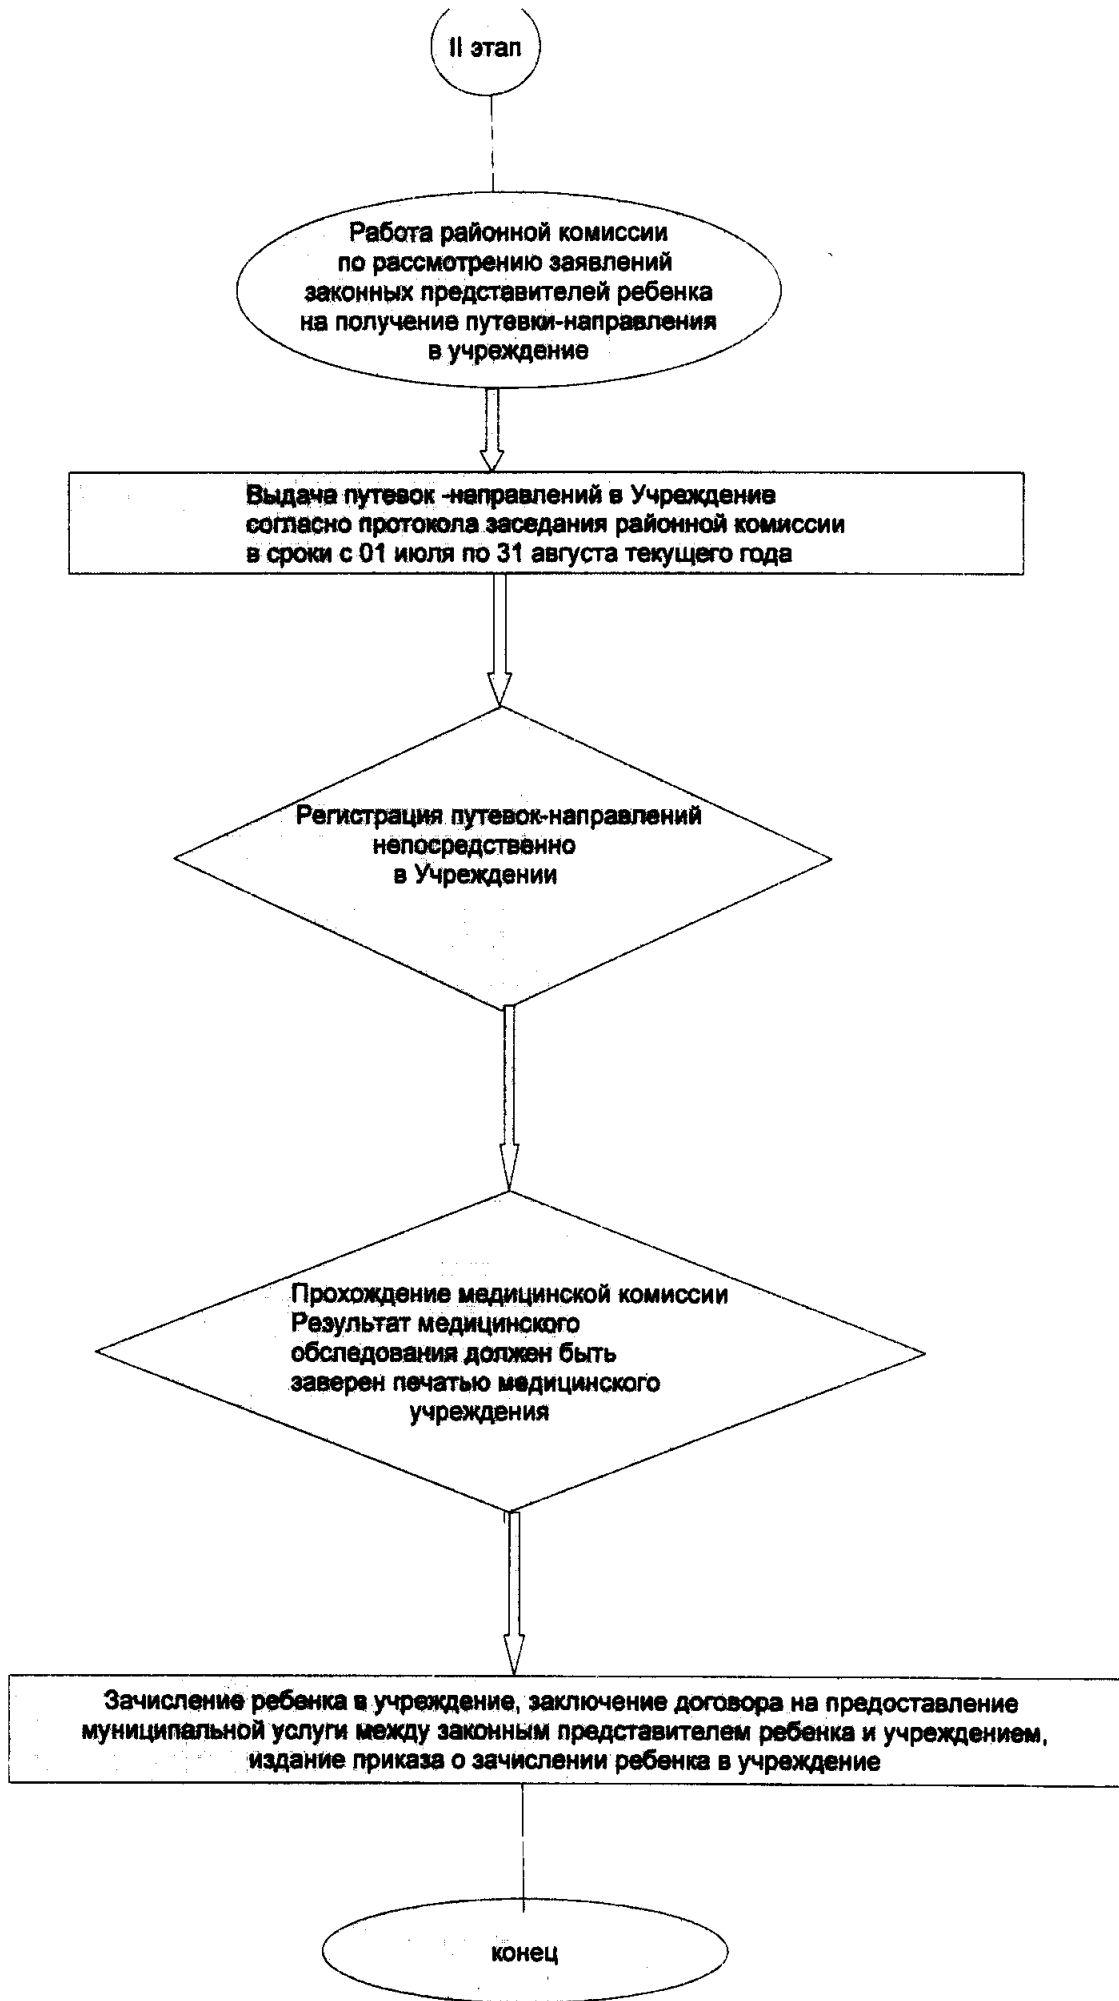 II этап
Работа районной комиссии
по рассмотрению заявлений
законных представителей ребенка
на получение путевки-направления
в учреждение
Выдача путевок -направлений в Учреждение
согласно протокола заседания районной комиссии
в сроки с 01 июля по 31 августа текущего года
Регистрация путевок-направлений
непосредственно
в Учреждении
Прохождение медицинской комиссии
Результат медицинского
обследования должен быть
заверен печатью медицинского
учреждения
Зачисление ребенка в учреждение, заключение договора на предоставление
муниципальной услуги между законным представителем ребенка и учреждением,
издание приказа о зачислении ребенка в учреждение
конец